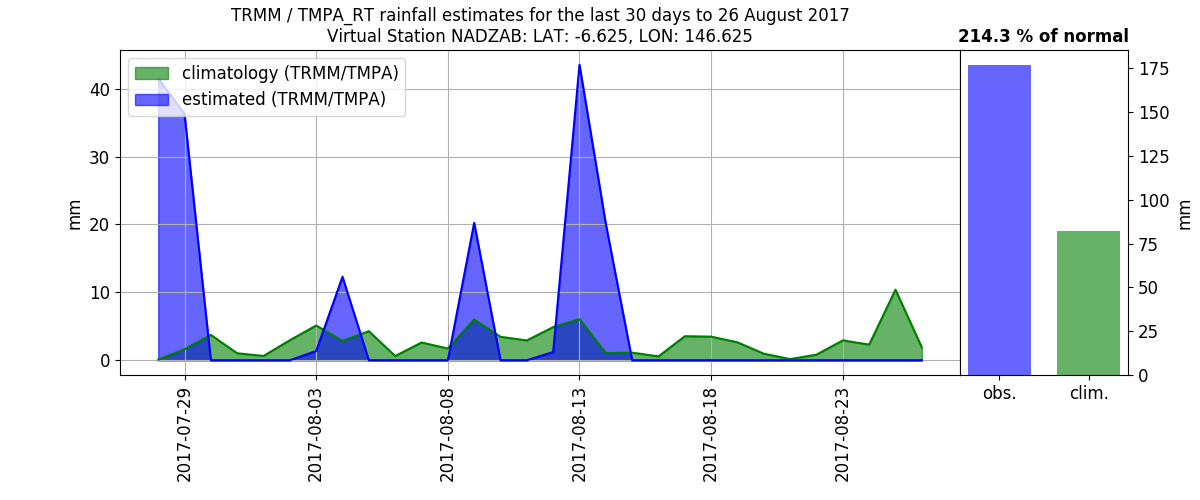 TRMM / TMPA_RT rainfall estimates for the last 30 days to 26 August 2017
Virtual Station NADZAB: LAT: -6.625, LON: 146.625
214.3 % of normal
climatology (TRMM/TMPA)
estimated (TRMM/TMPA)
mm
40
30
20
10
0
2017-07-29
2017-08-03
2017-08-08
2017-08-13
2017-08-18
2017-08-23
obs.
clim.
175
150
125
100
75
50
25
0
mm